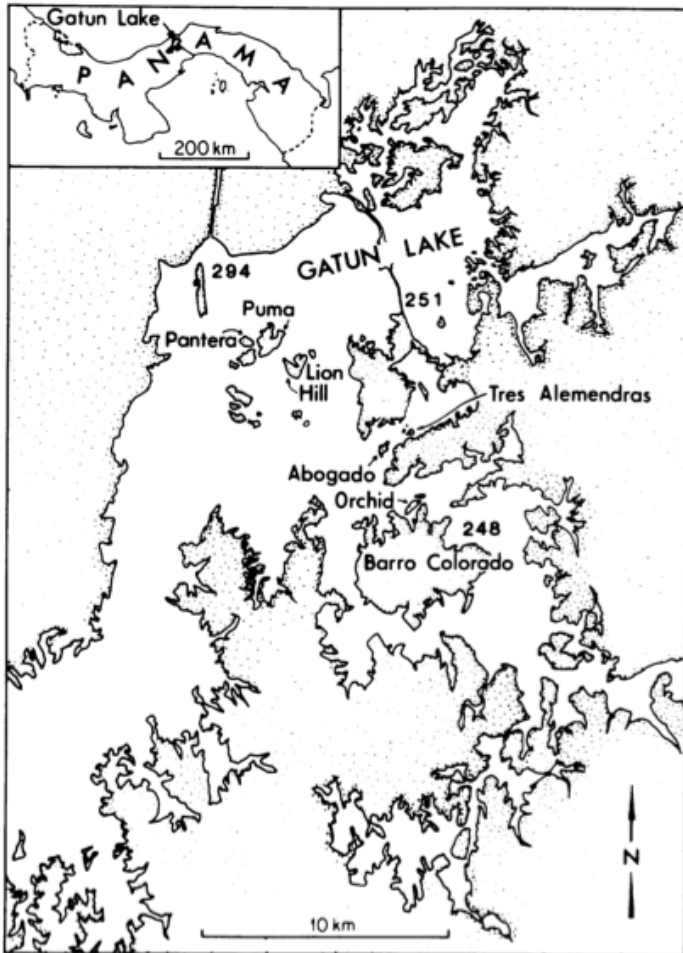 Gatun Lake
PANAMA
200 km
GATUN LAKE
294
251
Puma
Pantera
Lion
Hill
Tres Alemendras
Abogado
Orchid
248
Barro Colorado
N
10 km